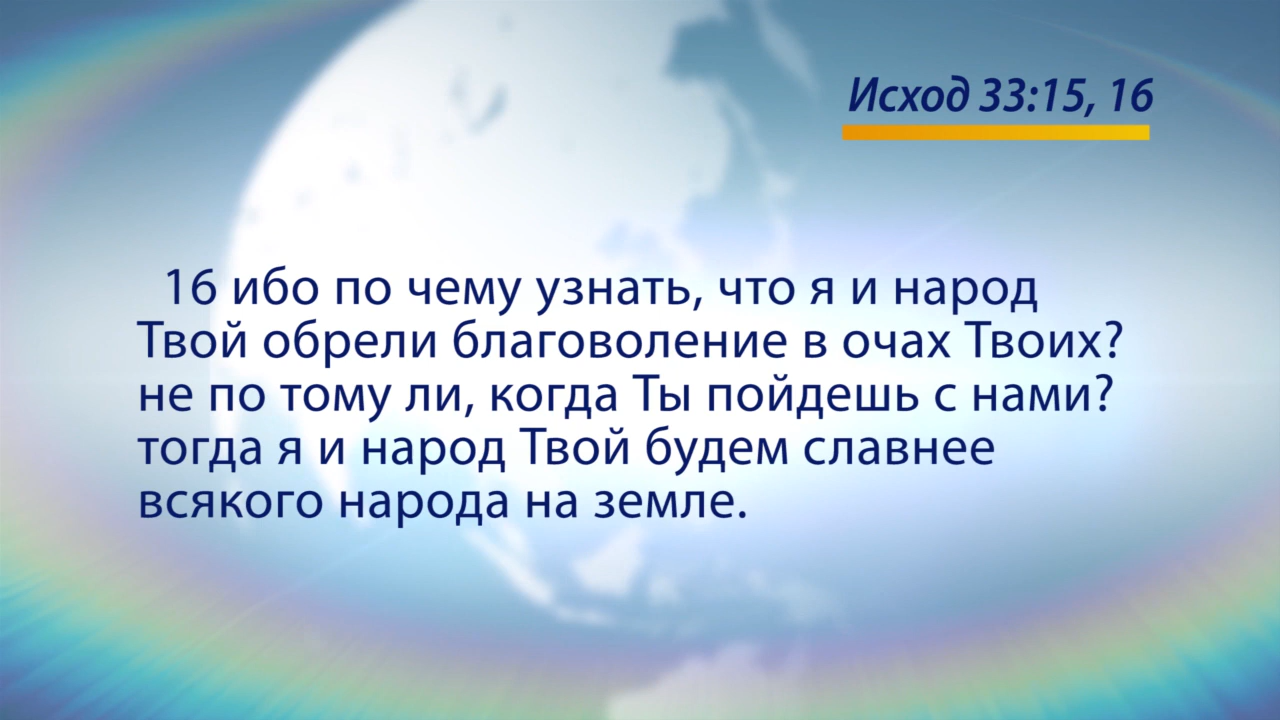 Исход 33:15, 16
16 ибо по чему узнать, что я и народ
Твой обрели благоволение в очах Твоих?
не по тому ли, когда Ты пойдешь с нами?
тогда я и народ Твой будем славнее
всякого народа на земле.